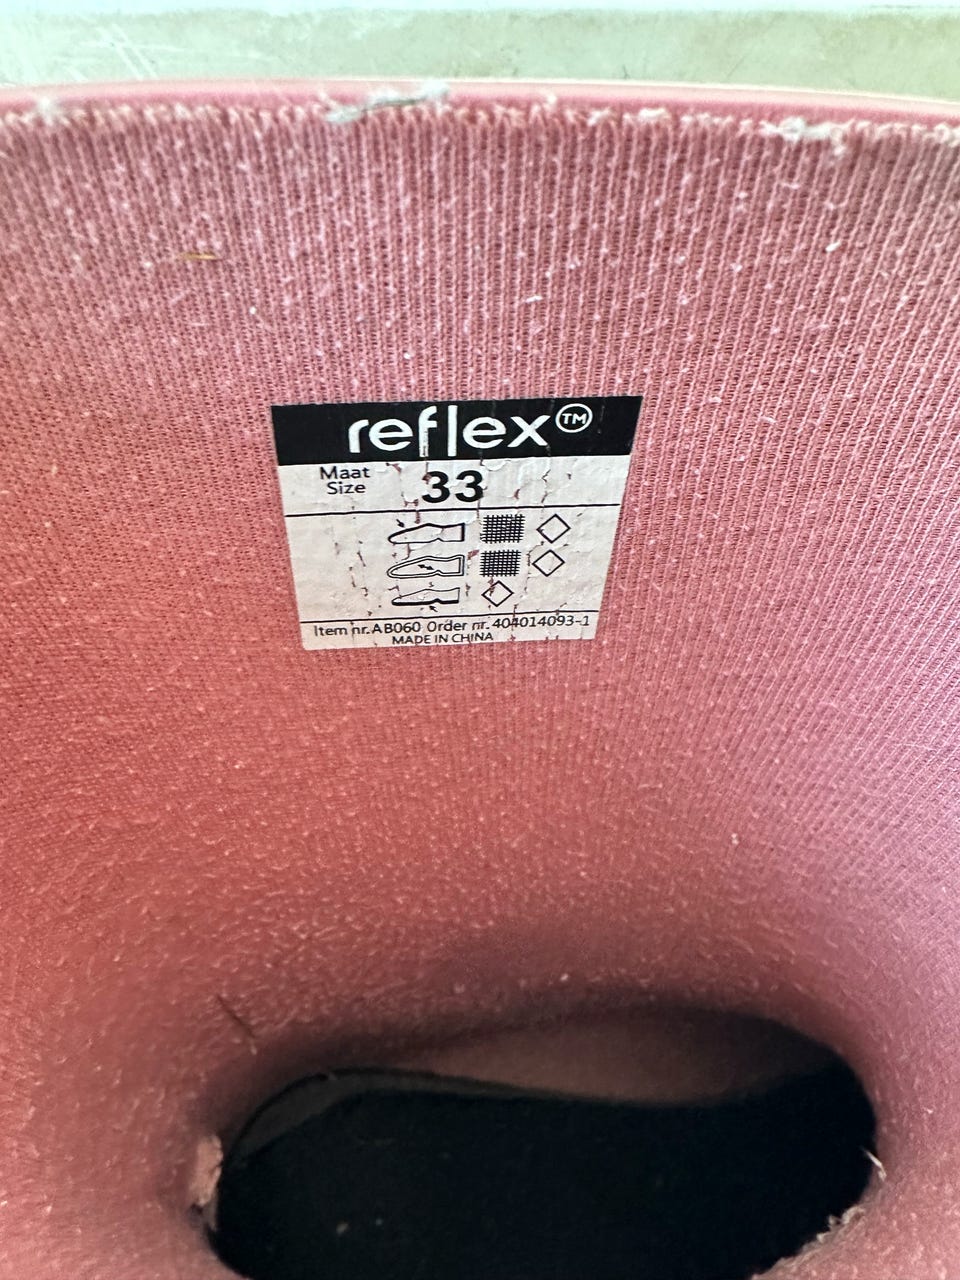 reflex™
Maat
Size
33
Item nr.AB060 Order nr.404014093-1
MADE IN CHINA